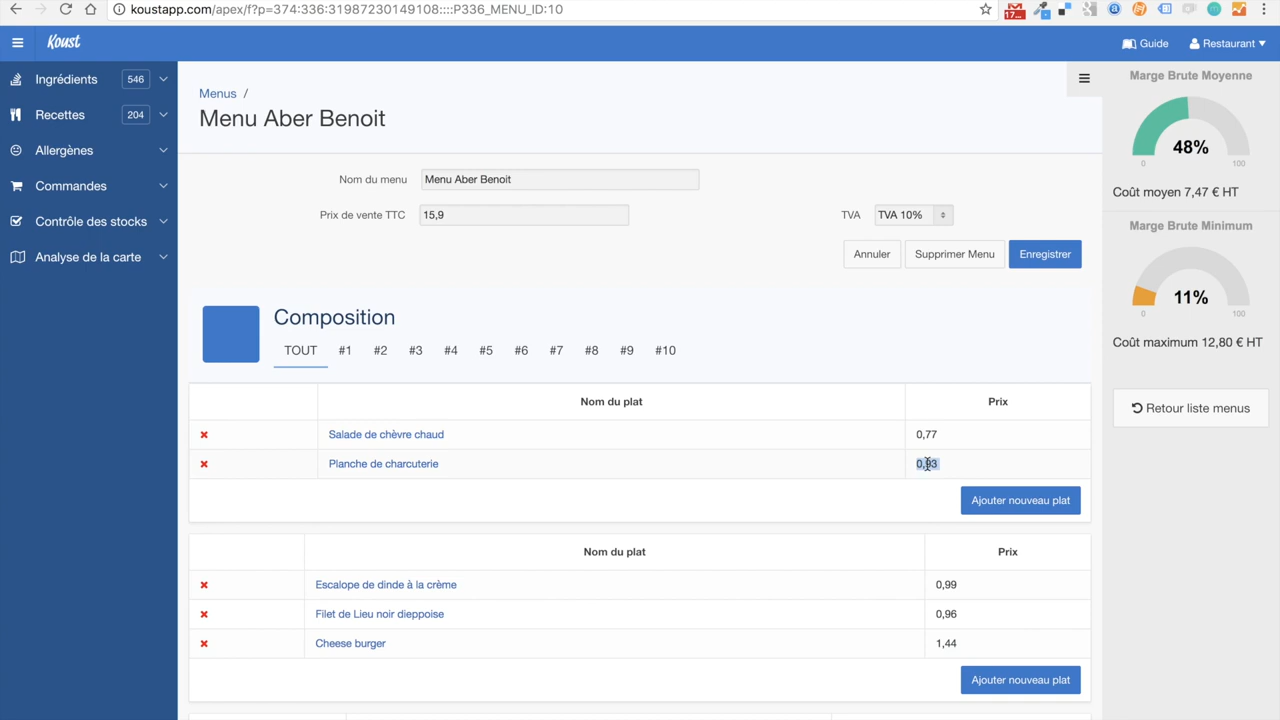 koustapp.com/apex/f?p=374:336:31987230149108::::P336_MENU_ID:10
17...
Koust
Guide
Restaurant
Ingrédients 546
Recettes 204
Allergènes
Commandes
Contrôle des stocks
Analyse de la carte
Menus /
Menu Aber Benoit
Nom du menu Menu Aber Benoit
Prix de vente TTC 15,9 TVA TVA 10%
Annuler Supprimer Menu Enregistrer
Composition
TOUT #1 #2 #3 #4 #5 #6 #7 #8 #9 #10
Nom du plat Prix
Salade de chèvre chaud 0,77
Planche de charcuterie 0,93
Ajouter nouveau plat
Nom du plat Prix
Escalope de dinde à la crème 0,99
Filet de Lieu noir dieppoise 0,96
Cheese burger 1,44
Ajouter nouveau plat
Marge Brute Moyenne
48%
0 100
Coût moyen 7,47 € HT
Marge Brute Minimum
11%
0 100
Coût maximum 12,80 € HT
Retour liste menus